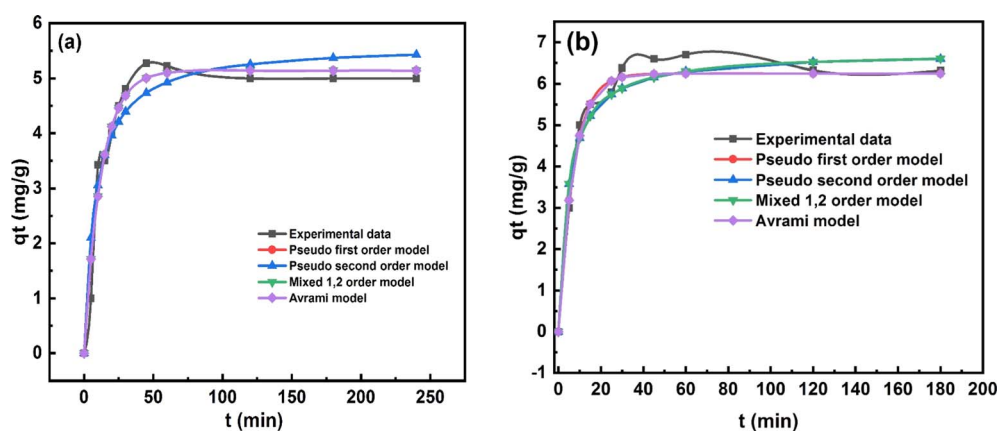 (a)
qt (mg/g)
6
5
4
3
2
1
0
Experimental data
Pseudo first order model
Pseudo second order model
Mixed 1,2 order model
Avrami model
0 50 100 150 200 250
t (min)
(b)
qt (mg/g)
7
6
5
4
3
2
1
0
-1
Experimental data
Pseudo first order model
Pseudo second order model
Mixed 1,2 order model
Avrami model
0 20 40 60 80 100 120 140 160 180 200
t (min)